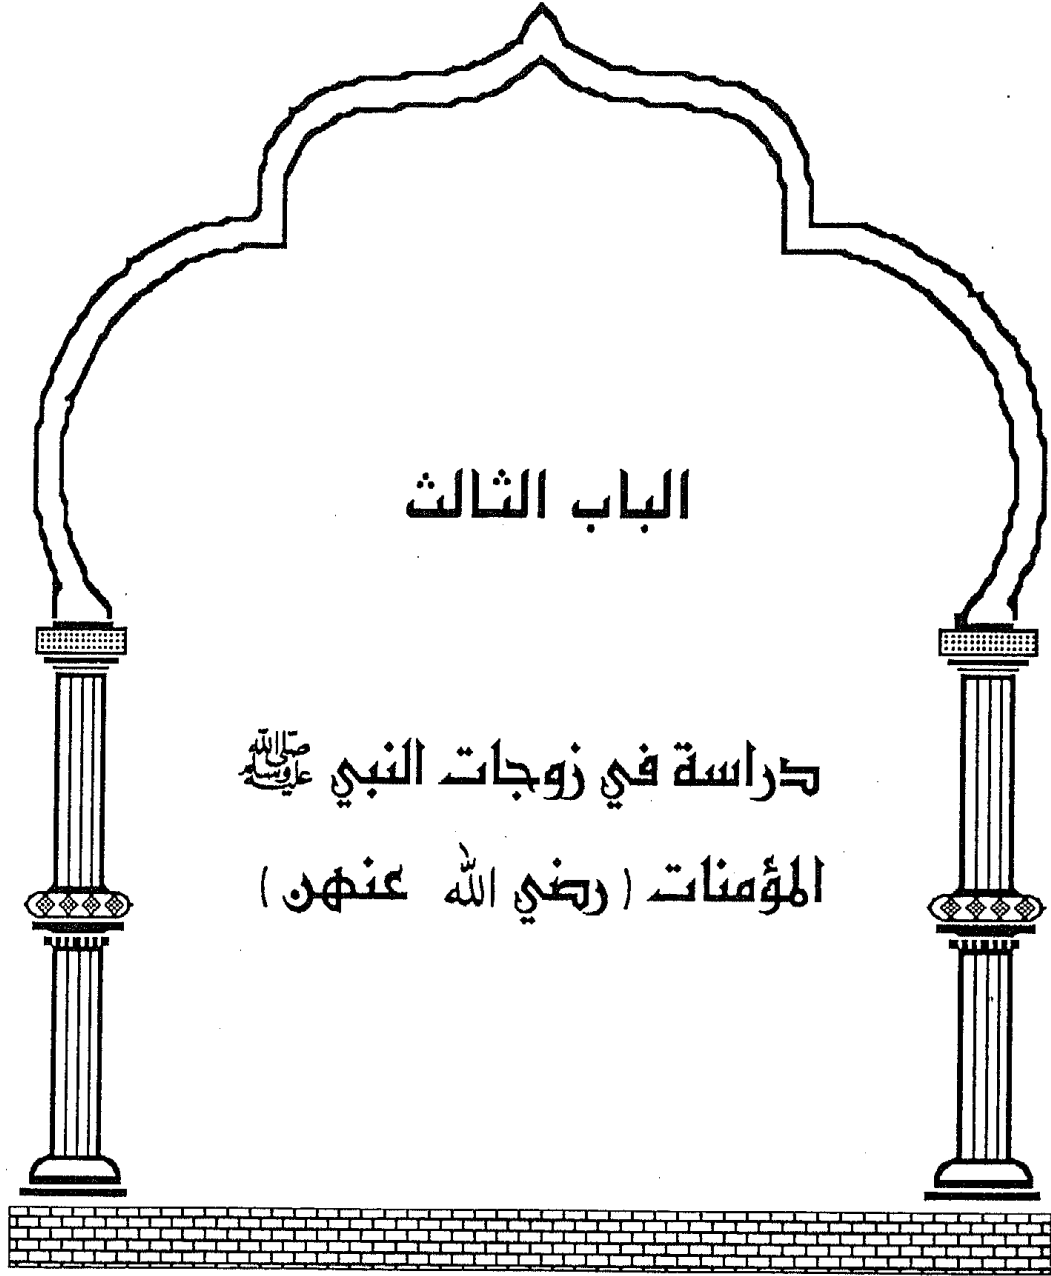 الباب الثالث
دراسة في زوجات النبي ﷺ
المؤمنات ( رضي الله عنهن )